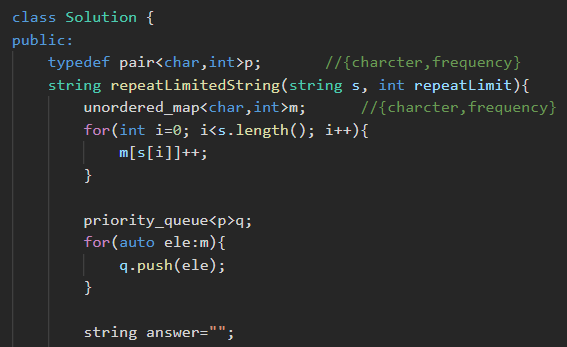 class Solution {
public:
    typedef pair<char,int>p;       //{charcter,frequency}
    string repeatLimitedString(string s, int repeatLimit){
        unordered_map<char,int>m;      //{charcter,frequency}
        for(int i=0; i<s.length(); i++){
            m[s[i]]++;
        }

        priority_queue<p>q;
        for(auto ele:m){
            q.push(ele);
        }

        string answer="";